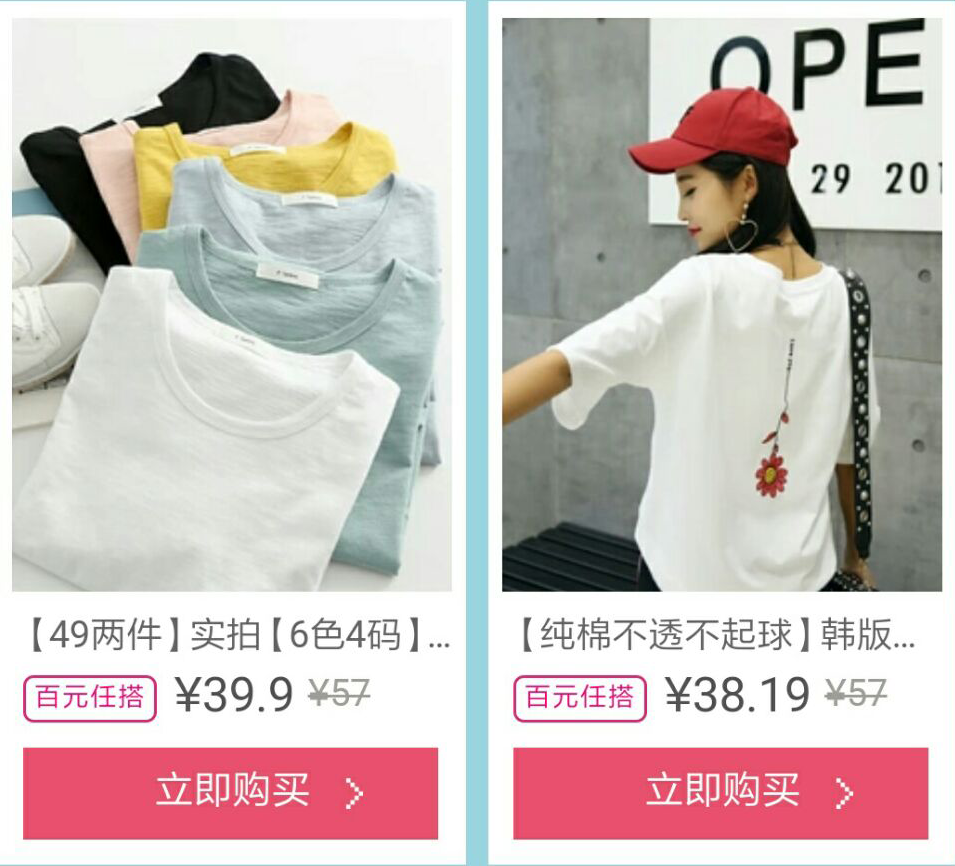 OPE
29 201
【49两件】实拍【6色4码】...
百元任搭 ¥39.9 ¥57
立即购买 >
【纯棉不透不起球】韩版...
百元任搭 ¥38.19 ¥57
立即购买 >